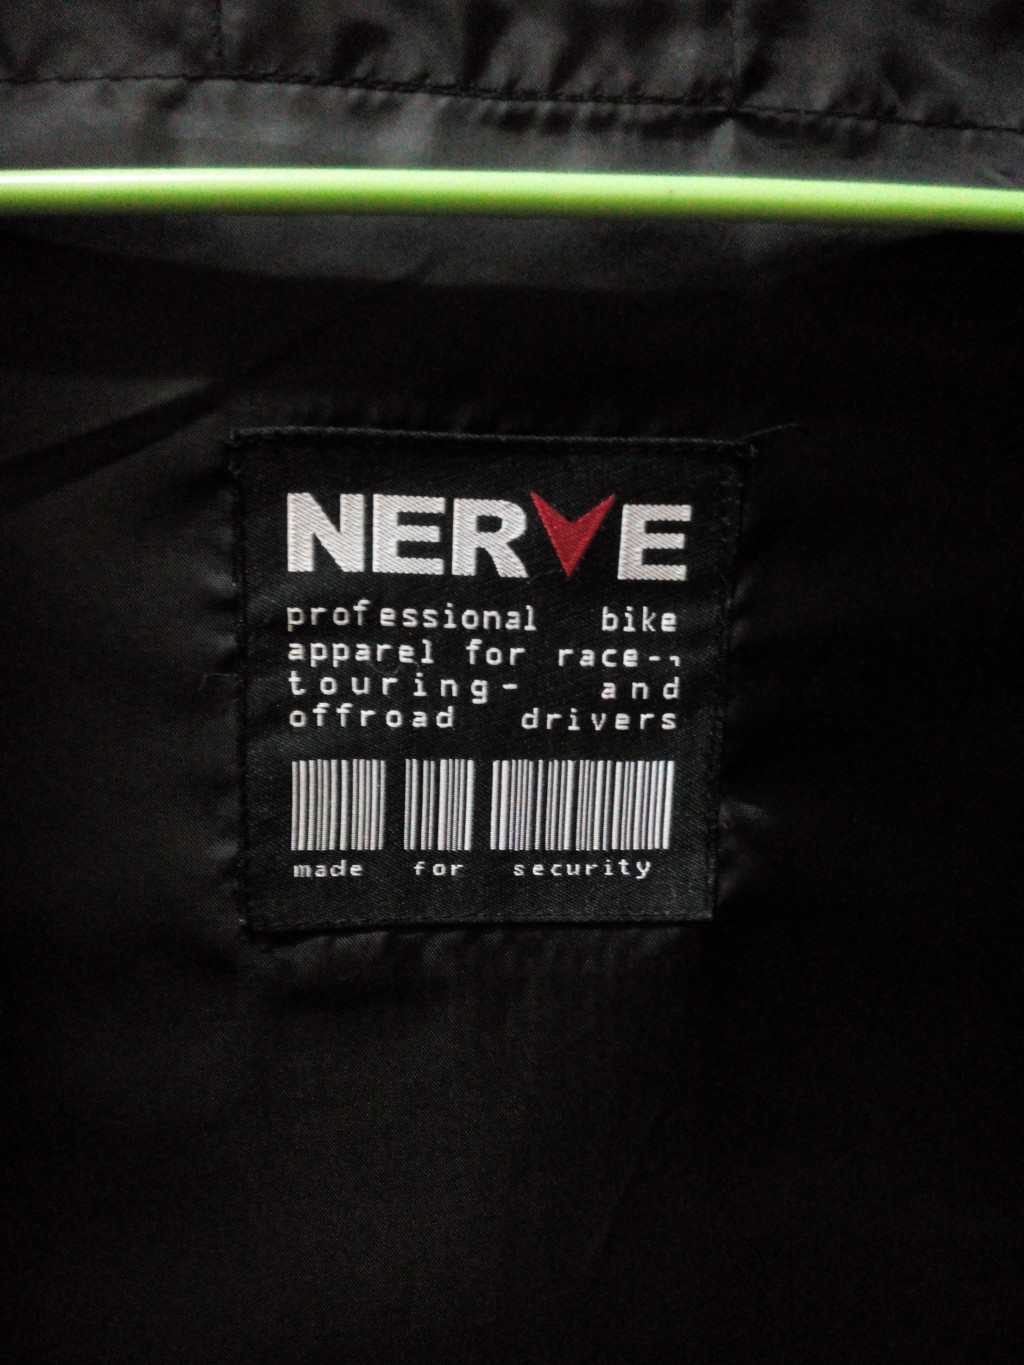 NERVE
professional bike
apparel for race-,
touring- and
offroad drivers
made for security